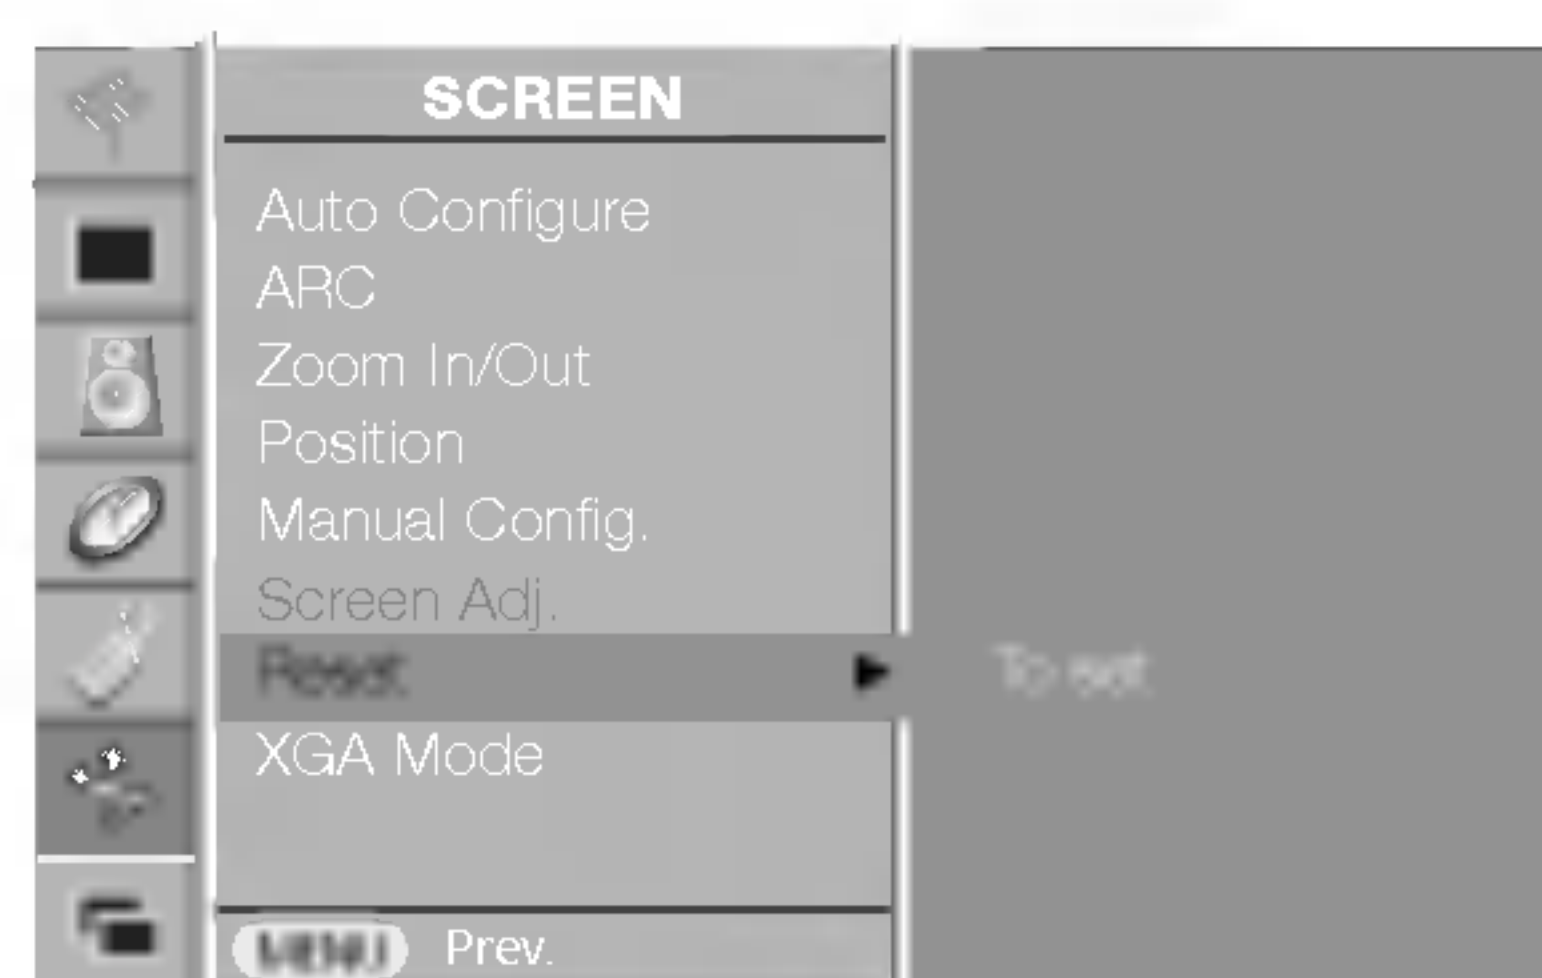 SCREEN
Auto Configure
ARC
Zoom In/Out
Position
Manual Config.
Screen Adj.
Reset
To set
XGA Mode
MENU Prev.